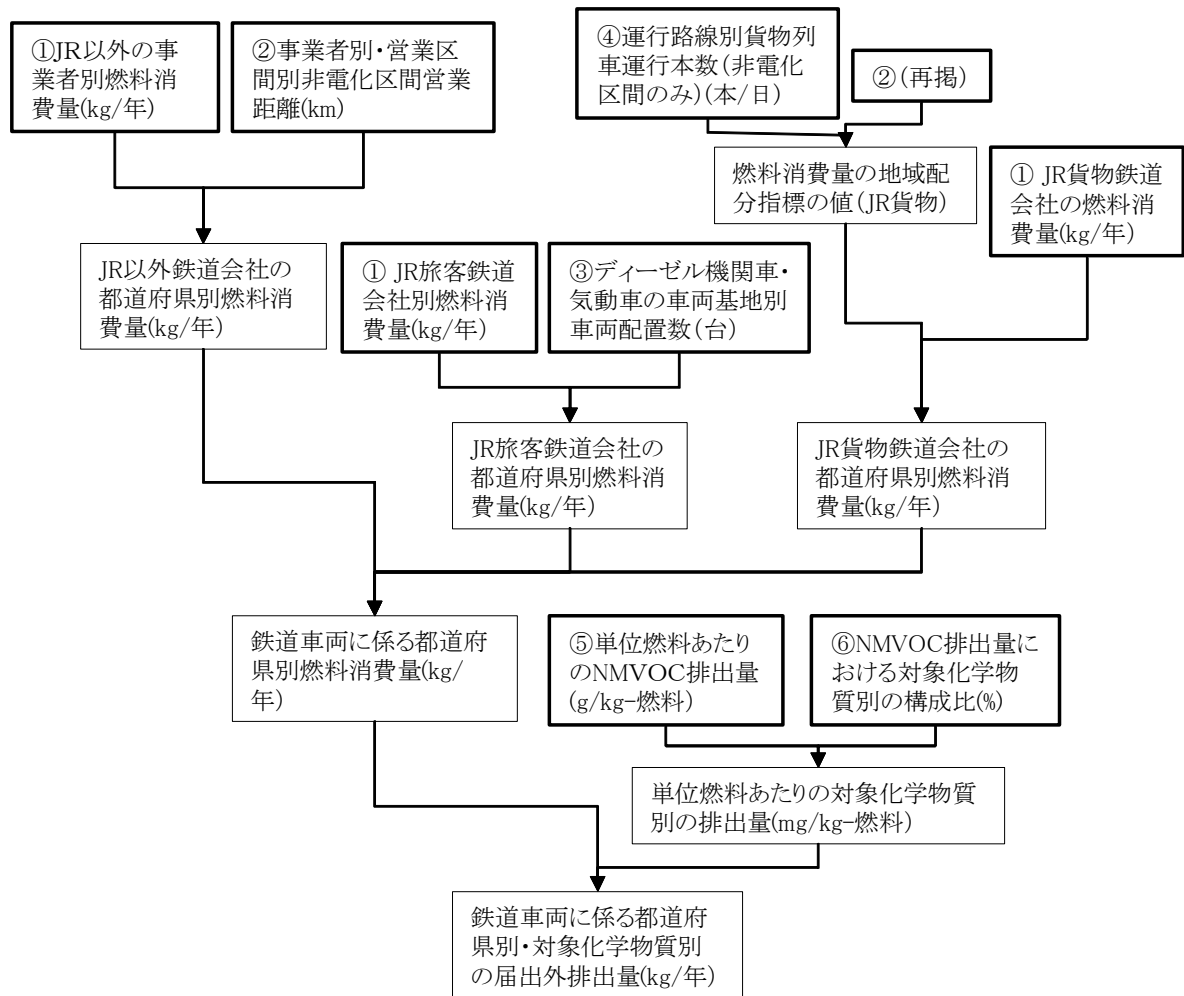 ①JR以外の事
業者別燃料消
費量(kg/年)
②事業者別・営業区
間別非電化区間営業
距離(km)
④運行路線別貨物列
車運行本数(非電化
区間のみ)(本/日)
②(再掲)
燃料消費量の地域配
分指標の値(JR貨物)
① JR貨物鉄道
会社の燃料消
費量(kg/年)
JR以外鉄道会社の
都道府県別燃料消
費量(kg/年)
① JR旅客鉄道
会社別燃料消
費量(kg/年)
③ディーゼル機関車・
気動車の車両基地別
車両配置数(台)
JR旅客鉄道会社の
都道府県別燃料消
費量(kg/年)
JR貨物鉄道会社の
都道府県別燃料消
費量(kg/年)
鉄道車両に係る都道府
県別燃料消費量(kg/
年)
⑤単位燃料あたり
のNMVOC排出量
(g/kg-燃料)
⑥NMVOC排出量に
おける対象化学物
質別の構成比(%)
単位燃料あたりの対象化学物質
別の排出量(mg/kg-燃料)
鉄道車両に係る都道府
県別・対象化学物質別
の届出外排出量(kg/年)